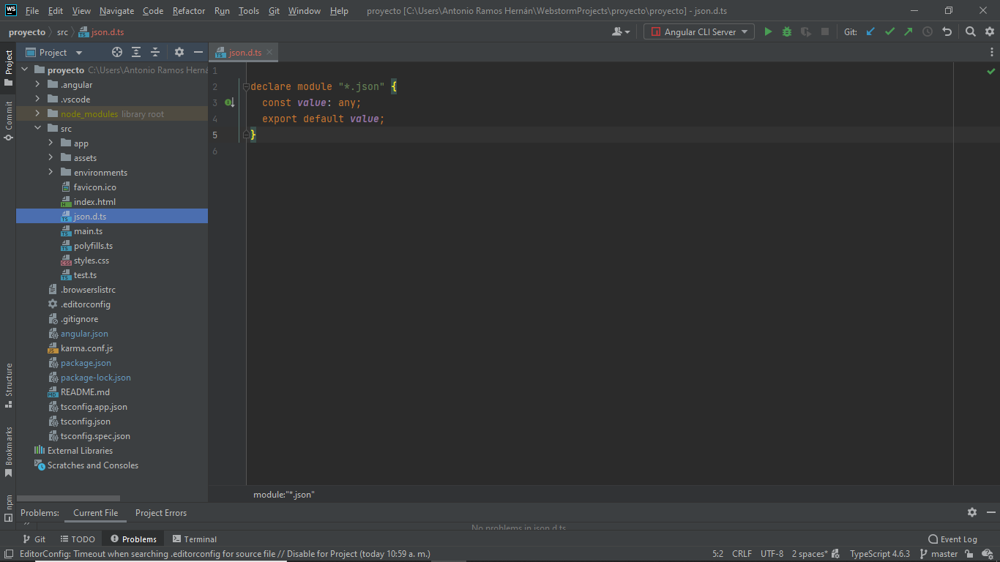 WS File Edit View Navigate Code Refactor Run Tools Git Window Help proyecto [C:\Users\Antonio Ramos Hernán\WebstormProjects\proyecto\proyecto] - json.d.ts
proyecto src json.d.ts Angular CLI Server Git:
Project
json.d.ts
Project
Commit
Structure
Bookmarks
npm
proyecto C:\Users\Antonio Ramos Herná
.angular
.vscode
node_modules library root
src
app
assets
environments
favicon.ico
index.html
json.d.ts
main.ts
polyfills.ts
styles.css
test.ts
.browserslistrc
.editorconfig
.gitignore
angular.json
karma.conf.js
package.json
package-lock.json
README.md
tsconfig.app.json
tsconfig.json
tsconfig.spec.json
External Libraries
Scratches and Consoles
1
2 declare module "*.json" {
3 const value: any;
4 export default value;
5 }
6
module:"*.json"
Problems: Current File Project Errors
No problems in json.d.ts
Git TODO Problems Terminal Event Log
EditorConfig: Timeout when searching .editorconfig for source file // Disable for Project (today 10:59 a. m.) 5:2 CRLF UTF-8 2 spaces* TypeScript 4.6.3 master